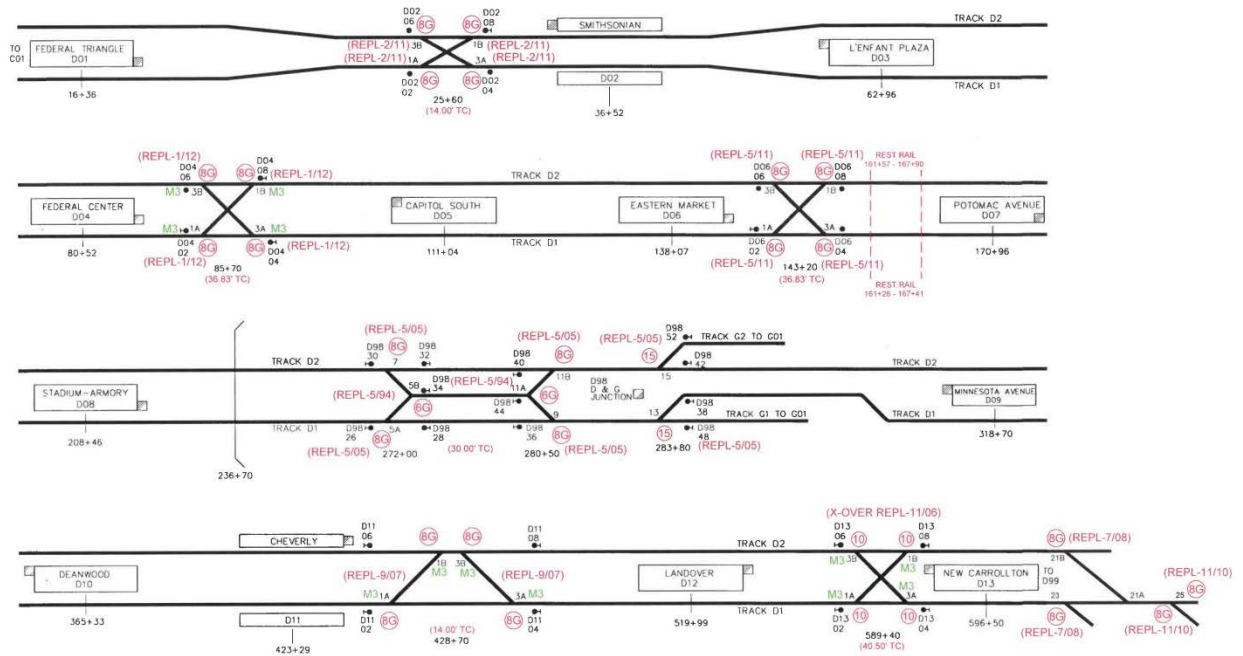 D02
06
8G
D02
08
SMITHSONIAN
TRACK D2
TO
C01
FEDERAL TRIANGLE
D01
(REPL-2/11)
3B
1B
(REPL-2/11)
(REPL-2/11)
1A
3A
(REPL-2/11)
L'ENFANT PLAZA
D03
D02
02
8G
8G
D02
04
D02
TRACK D1
16+36
25+60
(14.00' TC)
36+52
62+96
(REPL-1/12)
D04
06
8G
8G
D04
08
(REPL-1/12)
M3
3B
1B
M3
TRACK D2
(REPL-5/11)
D06
06
8G
3B
(REPL-5/11)
8G
D06
08
1B
REST RAIL
161+57 - 167+90
FEDERAL CENTER
D04
M3
1A
3A
M3
CAPITOL SOUTH
D05
EASTERN MARKET
D06
1A
3A
POTOMAC AVENUE
D07
D04
02
8G
8G
D04
04
(REPL-1/12)
(REPL-1/12)
TRACK D1
D06
02
8G
8G
D06
04
(REPL-5/11)
(REPL-5/11)
80+52
85+70
(36.83' TC)
111+04
138+07
143+20
(36.83' TC)
REST RAIL
161+26 - 167+41
170+96
(REPL-5/05)
D98
30
8G
7
D98
32
D98
40
(REPL-5/05)
8G
11B
(REPL-5/05)
15
15
D98
52
TRACK G2 TO G01
D98
42
TRACK D2
TRACK D2
STADIUM-ARMORY
D08
(REPL-5/94)
5B
D98
34
6G
(REPL-5/94)
11A
6G
D98
44
D98
D & G
JUNCTION
13
D98
38
TRACK G1 TO G01
MINNESOTA AVENUE
D09
TRACK D1
TRACK D1
D98
26
8G
5A
D98
28
D98
36
9
8G
15
D98
48
208+46
(REPL-5/05)
272+00
(30.00' TC)
280+50
(REPL-5/05)
283+80
318+70
236+70
CHEVERLY
D11
06
8G
8G
D11
08
(X-OVER REPL-11/06)
D13
06
10
10
D13
08
TRACK D2
8G
(REPL-7/08)
21B
DEANWOOD
D10
(REPL-9/07)
1B
M3
3B
M3
(REPL-9/07)
LANDOVER
D12
M3
3B
1B
M3
NEW CARROLLTON
D13
TO
D99
(REPL-11/10)
8G
M3
1A
3A
M3
TRACK D1
M3
1A
M3
3A
23
21A
25
365+33
D11
D11
02
8G
(14.00' TC)
428+70
8G
D11
04
519+99
D13
02
10
10
D13
04
589+40
(40.50' TC)
596+50
8G
(REPL-7/08)
8G
(REPL-11/10)
423+29